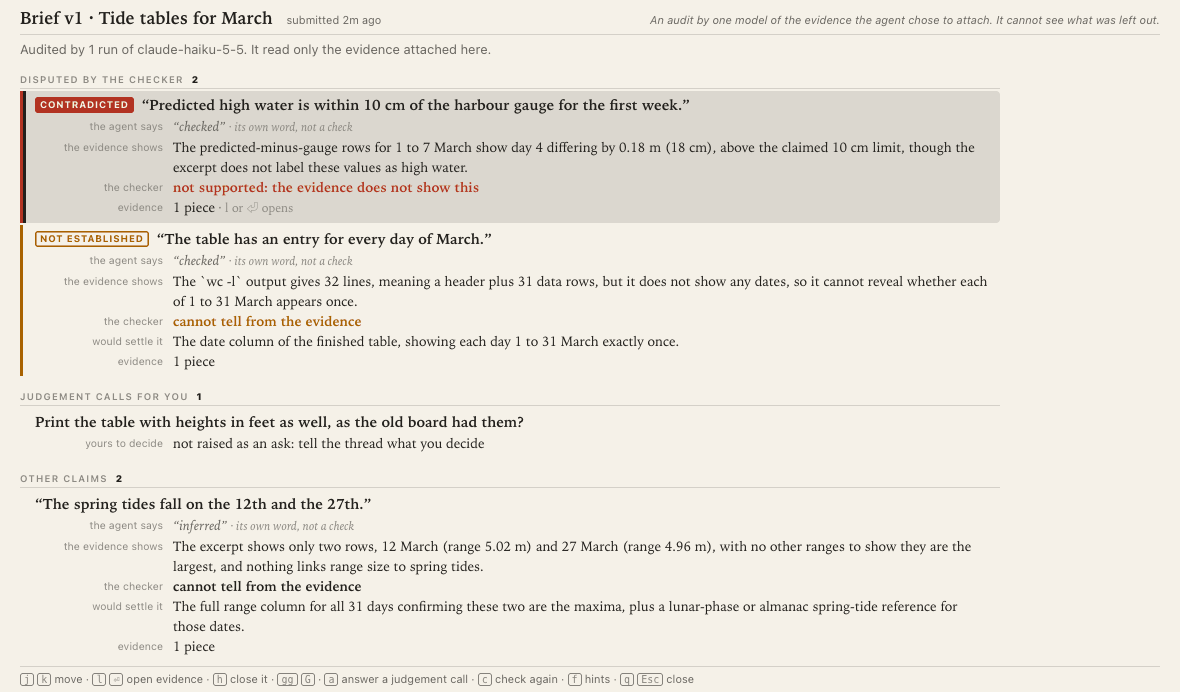 Brief v1 · Tide tables for March submitted 2m ago An audit by one model of the evidence the agent chose to attach. It cannot see what was left out.
Audited by 1 run of claude-haiku-5-5. It read only the evidence attached here.
DISPUTED BY THE CHECKER 2
CONTRADICTED “Predicted high water is within 10 cm of the harbour gauge for the first week.”
the agent says “checked” · its own word, not a check
the evidence shows The predicted-minus-gauge rows for 1 to 7 March show day 4 differing by 0.18 m (18 cm), above the claimed 10 cm limit, though the
excerpt does not label these values as high water.
the checker not supported: the evidence does not show this
evidence 1 piece · l or ⏎ opens
NOT ESTABLISHED “The table has an entry for every day of March.”
the agent says “checked” · its own word, not a check
the evidence shows The `wc -l` output gives 32 lines, meaning a header plus 31 data rows, but it does not show any dates, so it cannot reveal whether each
of 1 to 31 March appears once.
the checker cannot tell from the evidence
would settle it The date column of the finished table, showing each day 1 to 31 March exactly once.
evidence 1 piece
JUDGEMENT CALLS FOR YOU 1
Print the table with heights in feet as well, as the old board had them?
yours to decide not raised as an ask: tell the thread what you decide
OTHER CLAIMS 2
“The spring tides fall on the 12th and the 27th.”
the agent says “inferred” · its own word, not a check
the evidence shows The excerpt shows only two rows, 12 March (range 5.02 m) and 27 March (range 4.96 m), with no other ranges to show they are the
largest, and nothing links range size to spring tides.
the checker cannot tell from the evidence
would settle it The full range column for all 31 days confirming these two are the maxima, plus a lunar-phase or almanac spring-tide reference for
those dates.
evidence 1 piece
j k move · l ⏎ open evidence · h close it · gg G · a answer a judgement call · c check again · f hints · q Esc close